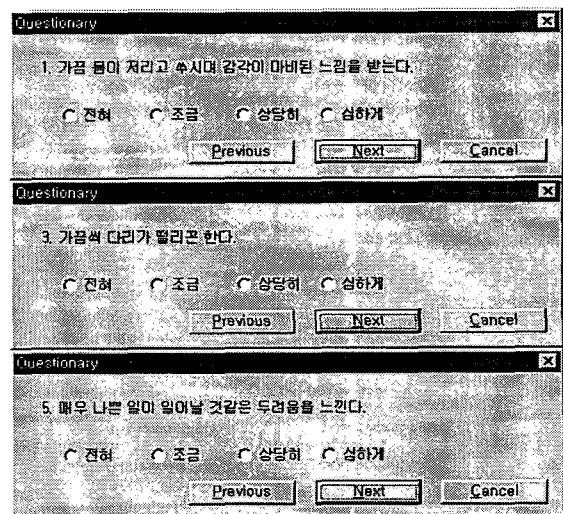 Questionary
1. 가끔 몸이 저리고 쑤시며 감각이 마비된 느낌을 받는다.
전혀 조금 상당히 심하게
Previous Next Cancel
Questionary
3. 가끔씩 다리가 떨리곤 한다.
전혀 조금 상당히 심하게
Previous Next Cancel
Questionary
5. 매우 나쁜 일이 일어날 것같은 두려움을 느낀다.
전혀 조금 상당히 심하게
Previous Next Cancel